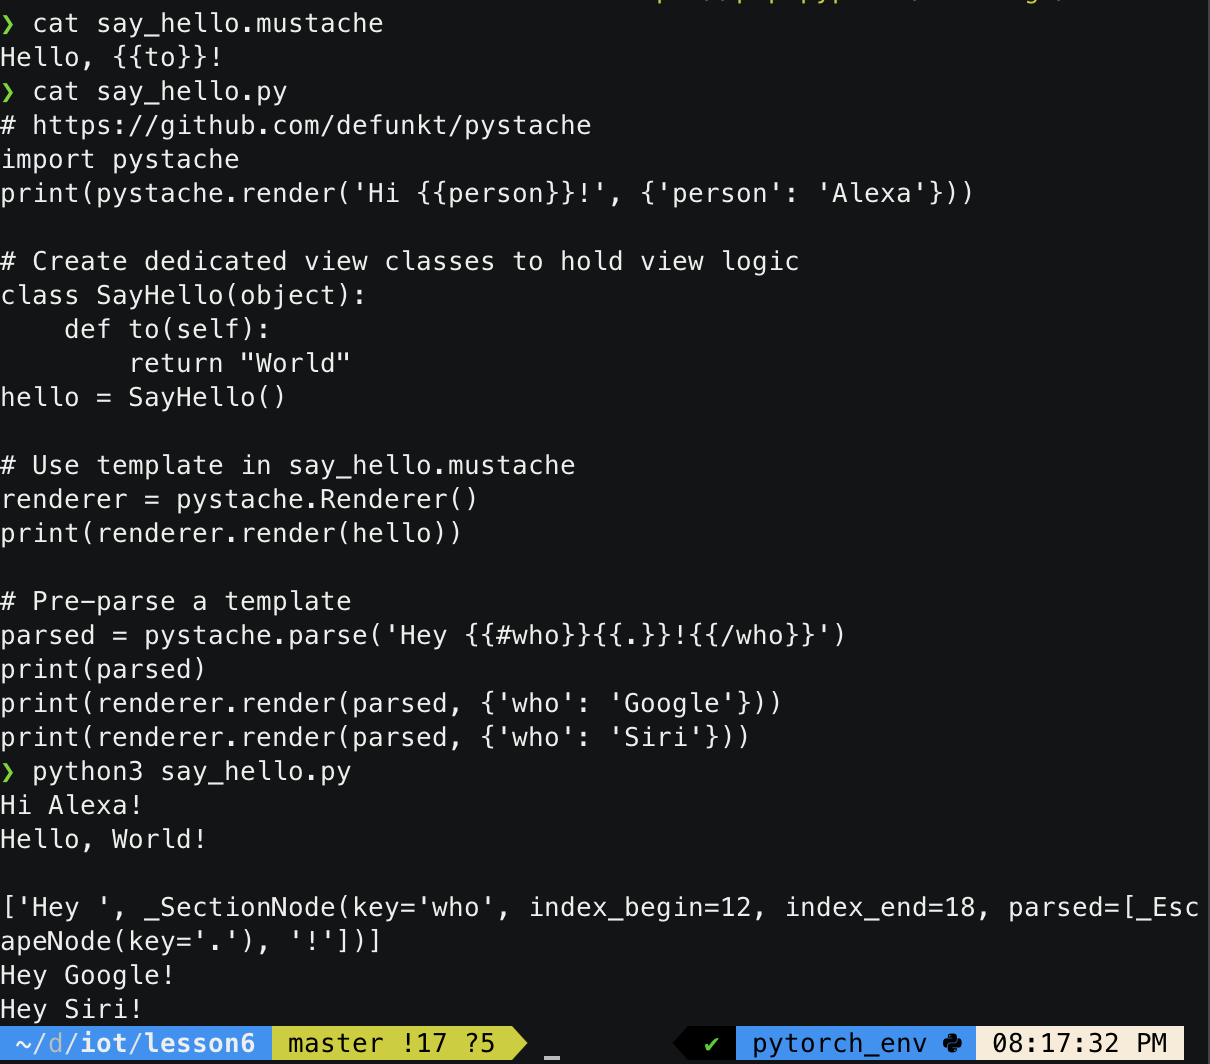 ❯ cat say_hello.mustache
Hello, {{to}}!
❯ cat say_hello.py
# https://github.com/defunkt/pystache
import pystache
print(pystache.render('Hi {{person}}!', {'person': 'Alexa'}))

# Create dedicated view classes to hold view logic
class SayHello(object):
    def to(self):
        return "World"
hello = SayHello()

# Use template in say_hello.mustache
renderer = pystache.Renderer()
print(renderer.render(hello))

# Pre-parse a template
parsed = pystache.parse('Hey {{#who}}{{.}}!{{/who}}')
print(parsed)
print(renderer.render(parsed, {'who': 'Google'}))
print(renderer.render(parsed, {'who': 'Siri'}))
❯ python3 say_hello.py
Hi Alexa!
Hello, World!

['Hey ', _SectionNode(key='who', index_begin=12, index_end=18, parsed=[_Esc
apeNode(key='.'), '!'])]
Hey Google!
Hey Siri!
~/d/iot/lesson6 master !17 ?5 ✔ pytorch_env 08:17:32 PM